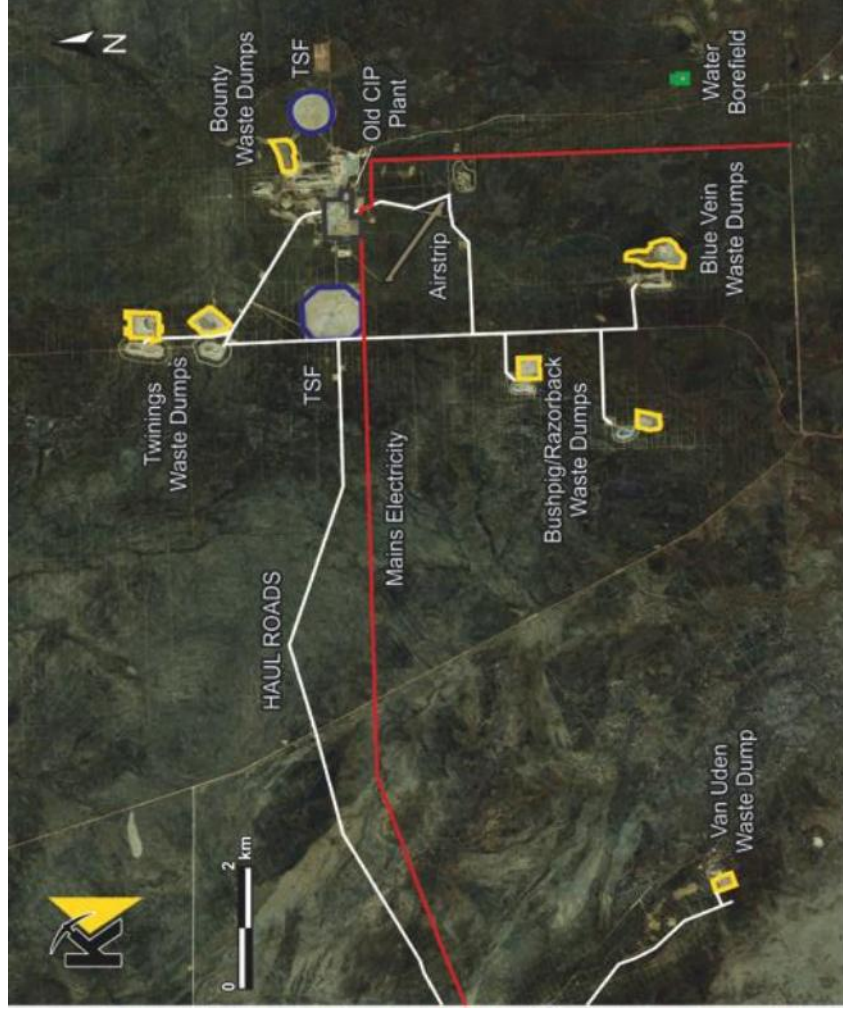 K
N
Twinings
Waste Dumps
Bounty
Waste Dumps
0 2
km
HAUL ROADS
TSF
TSF
Old CIP
Plant
Mains Electricity
Airstrip
Bushpig/Razorback
Waste Dumps
Van Uden
Waste Dump
Blue Vein
Waste Dumps
Water
Borefield